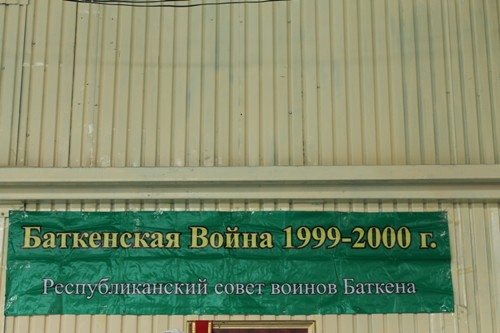 Баткенская Война 1999-2000 г.
Республиканский совет воинов Баткена